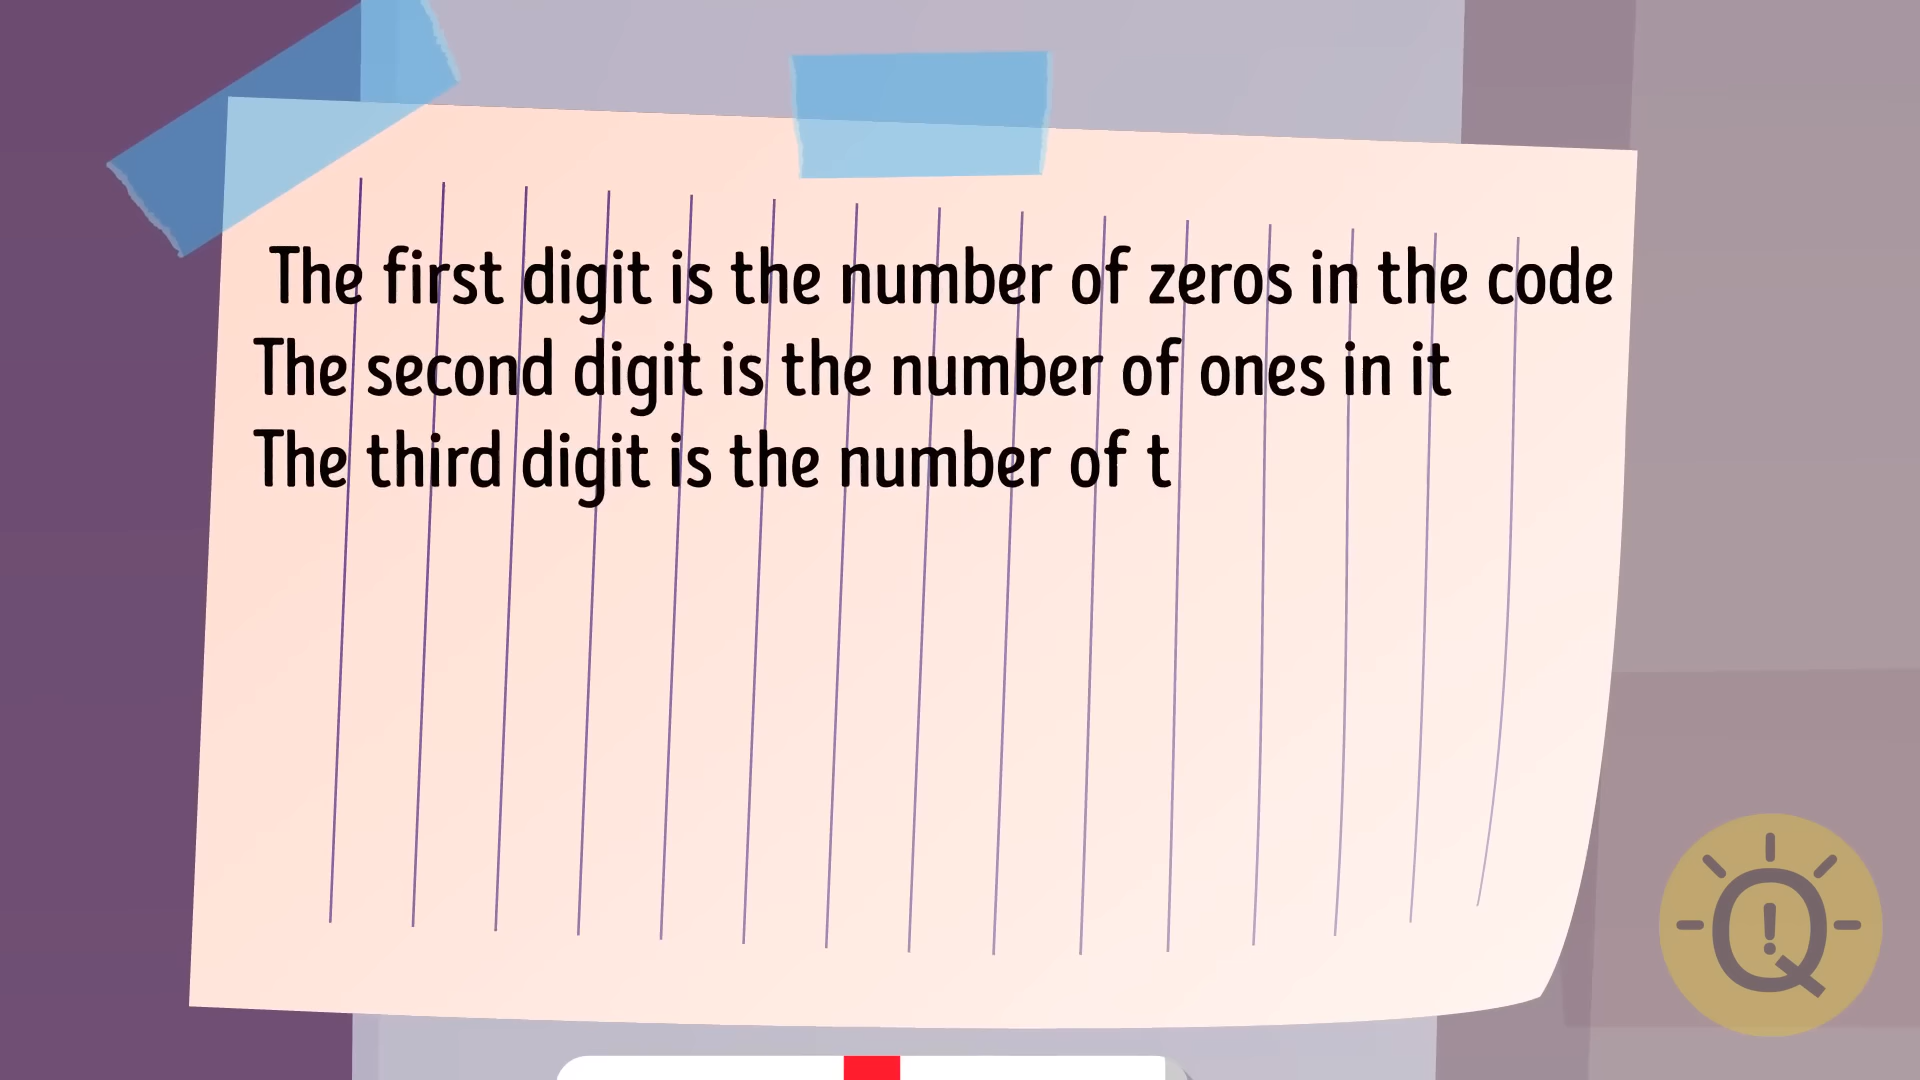 The first digit is the number of zeros in the code
The second digit is the number of ones in it
The third digit is the number of t